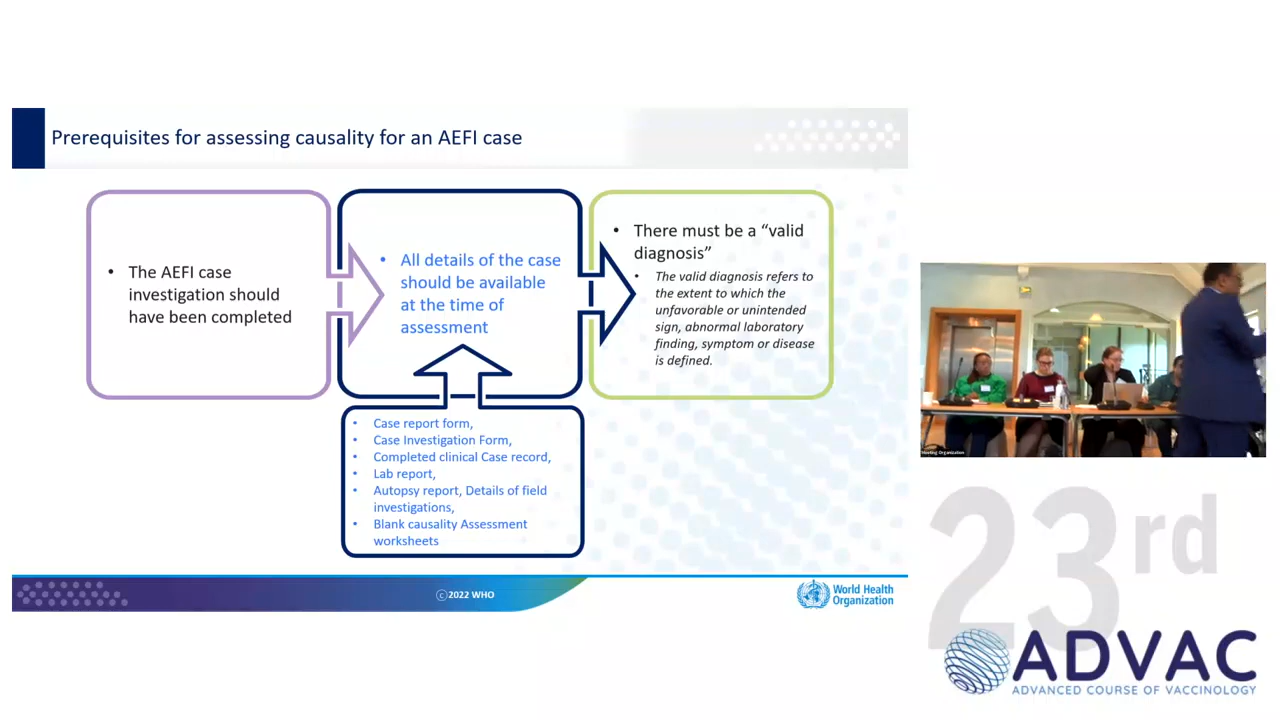 Prerequisites for assessing causality for an AEFI case
• The AEFI case
investigation should
have been completed
• All details of the case
should be available
at the time of
assessment
• There must be a “valid
diagnosis”
• The valid diagnosis refers to
the extent to which the
unfavorable or unintended
sign, abnormal laboratory
finding, symptom or disease
is defined.
• Case report form,
• Case Investigation Form,
• Completed clinical Case record,
• Lab report,
• Autopsy report, Details of field
investigations,
• Blank causality Assessment
worksheets
©2022 WHO
World Health
Organization
Meeting Organization
23rd
ADVAC
ADVANCED COURSE OF VACCINOLOGY